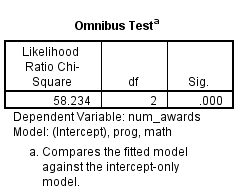 Omnibus Testᵃ
Likelihood
Ratio Chi-
Square df Sig.
58.234 2 .000
Dependent Variable: num_awards
Model: (Intercept), prog, math
a. Compares the fitted model
against the intercept-only
model.